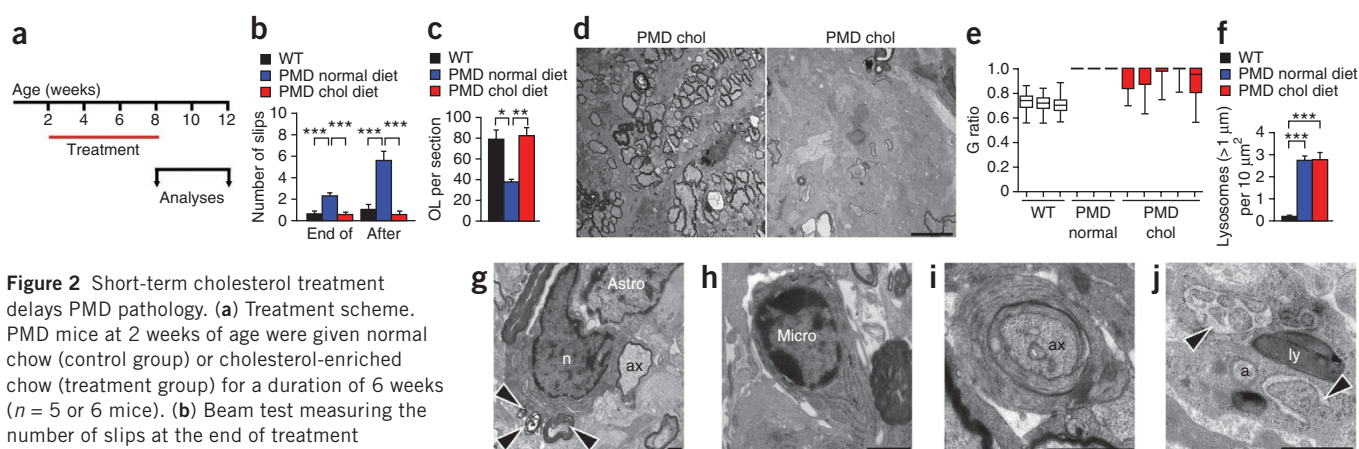 a
Age (weeks)
0 2 4 6 8 10 12
Treatment
Analyses
b
WT
PMD normal diet
PMD chol diet
Number of slips
10
8
6
4
2
0
*** *** *** ***
End of After
c
WT
PMD normal diet
PMD chol diet
OL per section
100
80
60
40
20
0
* **
d
PMD chol PMD chol
e
G ratio
1.0
0.8
0.6
0.4
0.2
0
WT PMD normal PMD chol
f
WT
PMD normal diet
PMD chol diet
Lysosomes (>1 μm)
per 10 μm²
4
3
2
1
0
***
***
Figure 2 Short-term cholesterol treatment
delays PMD pathology. (a) Treatment scheme.
PMD mice at 2 weeks of age were given normal
chow (control group) or cholesterol-enriched
chow (treatment group) for a duration of 6 weeks
(n = 5 or 6 mice). (b) Beam test measuring the
number of slips at the end of treatment
g
Astro
n
ax
h
Micro
i
ax
j
ly
a